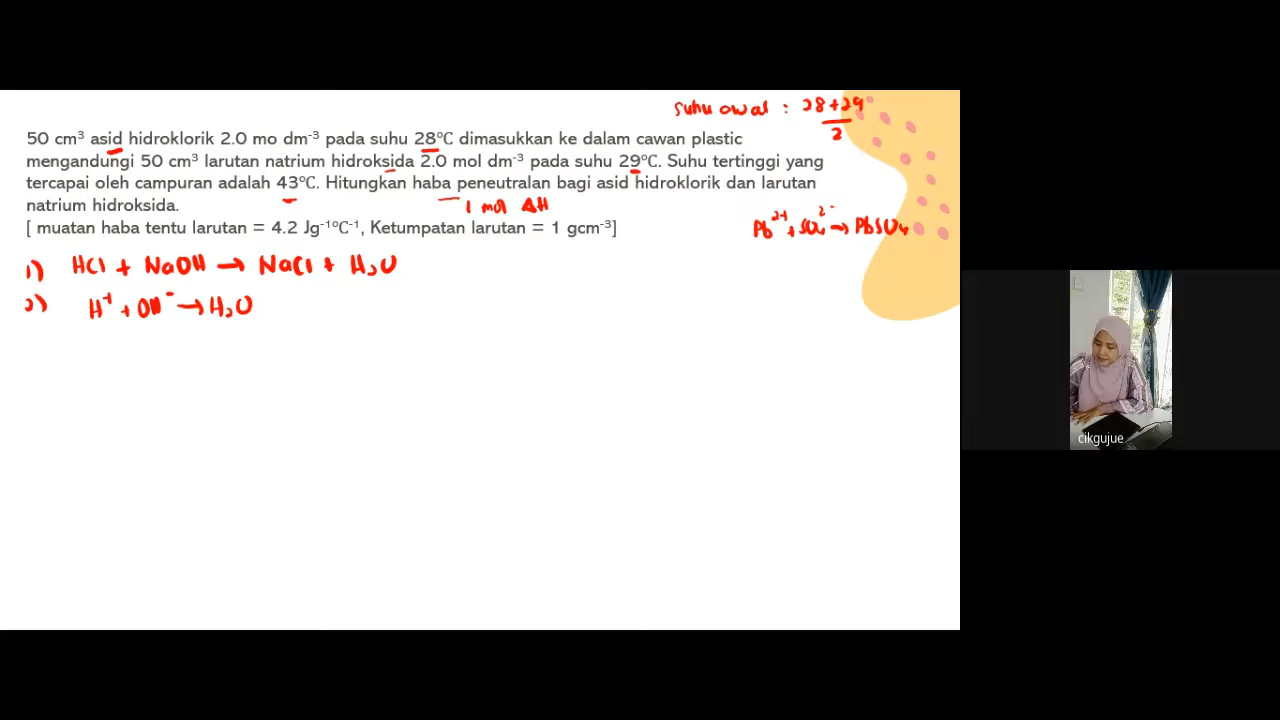 suhu awal : 28+29
2
50 cm³ asid hidroklorik 2.0 mo dm⁻³ pada suhu 28°C dimasukkan ke dalam cawan plastic
mengandungi 50 cm³ larutan natrium hidroksida 2.0 mol dm⁻³ pada suhu 29°C. Suhu tertinggi yang
tercapai oleh campuran adalah 43°C. Hitungkan haba peneutralan bagi asid hidroklorik dan larutan
natrium hidroksida.
1 mol ΔH
[ muatan haba tentu larutan = 4.2 Jg⁻¹°C⁻¹, Ketumpatan larutan = 1 gcm⁻³]
Pb²⁺ + SO₄²⁻ → PbSO₄
1) HCl + NaOH → NaCl + H₂O
2) H⁺ + OH⁻ → H₂O
cikgujue